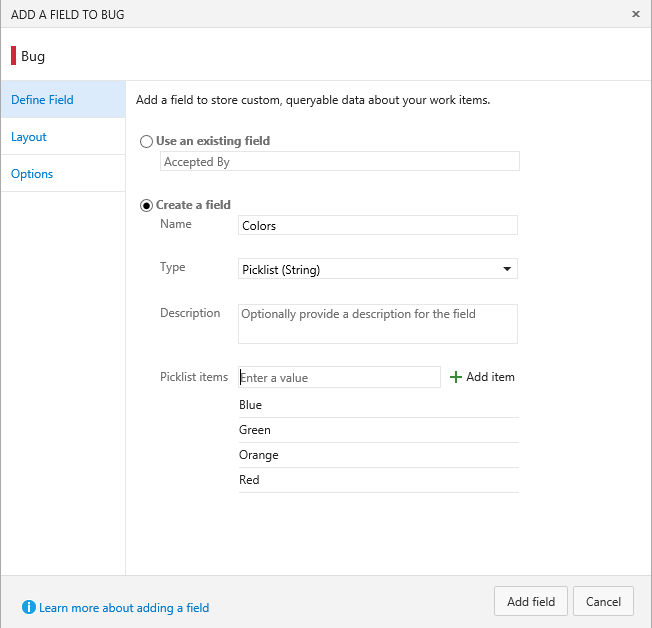 ADD A FIELD TO BUG
Bug
Define Field
Layout
Options
Add a field to store custom, queryable data about your work items.
Use an existing field
Accepted By
Create a field
Name
Colors
Type
Picklist (String)
Description
Optionally provide a description for the field
Picklist items
Enter a value
Add item
Blue
Green
Orange
Red
Learn more about adding a field
Add field
Cancel